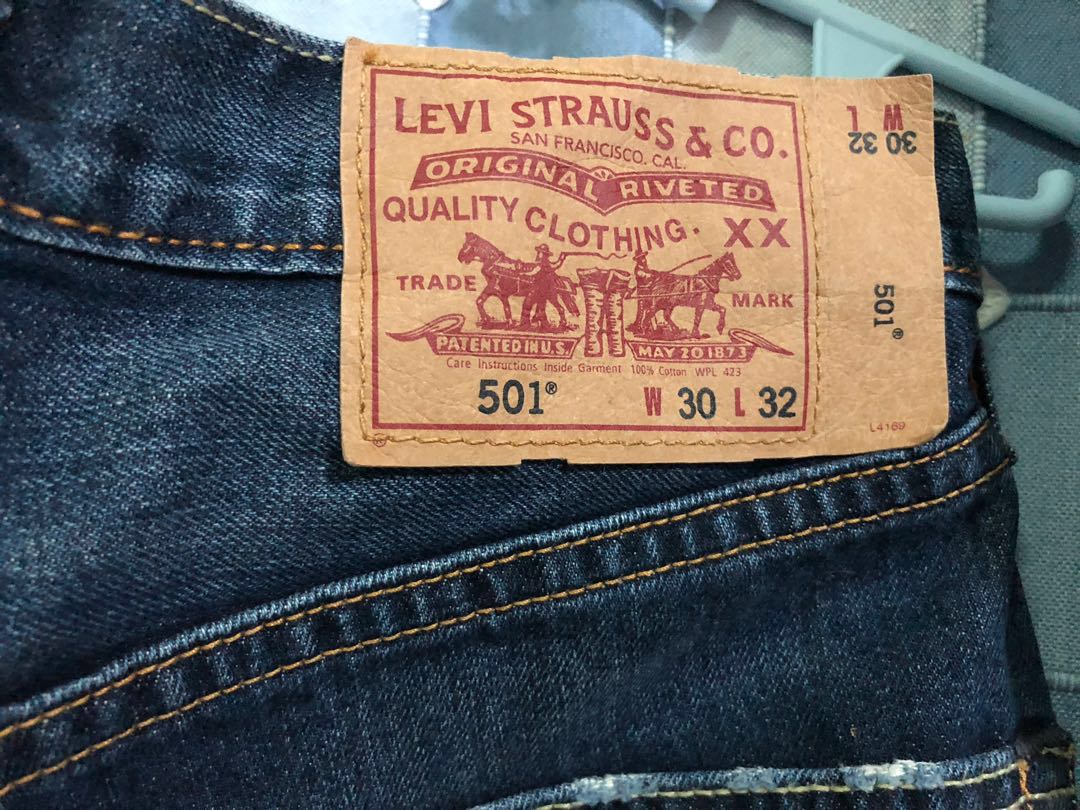 LEVI STRAUSS & CO.
SAN FRANCISCO, CAL.
ORIGINAL RIVETED
QUALITY CLOTHING. XX
TRADE MARK
PATENTED IN U.S. MAY 20 1873
Care Instructions Inside Garment 100% Cotton WPL 423
501® W 30 L 32
®
W L
30 32
501®
L4169